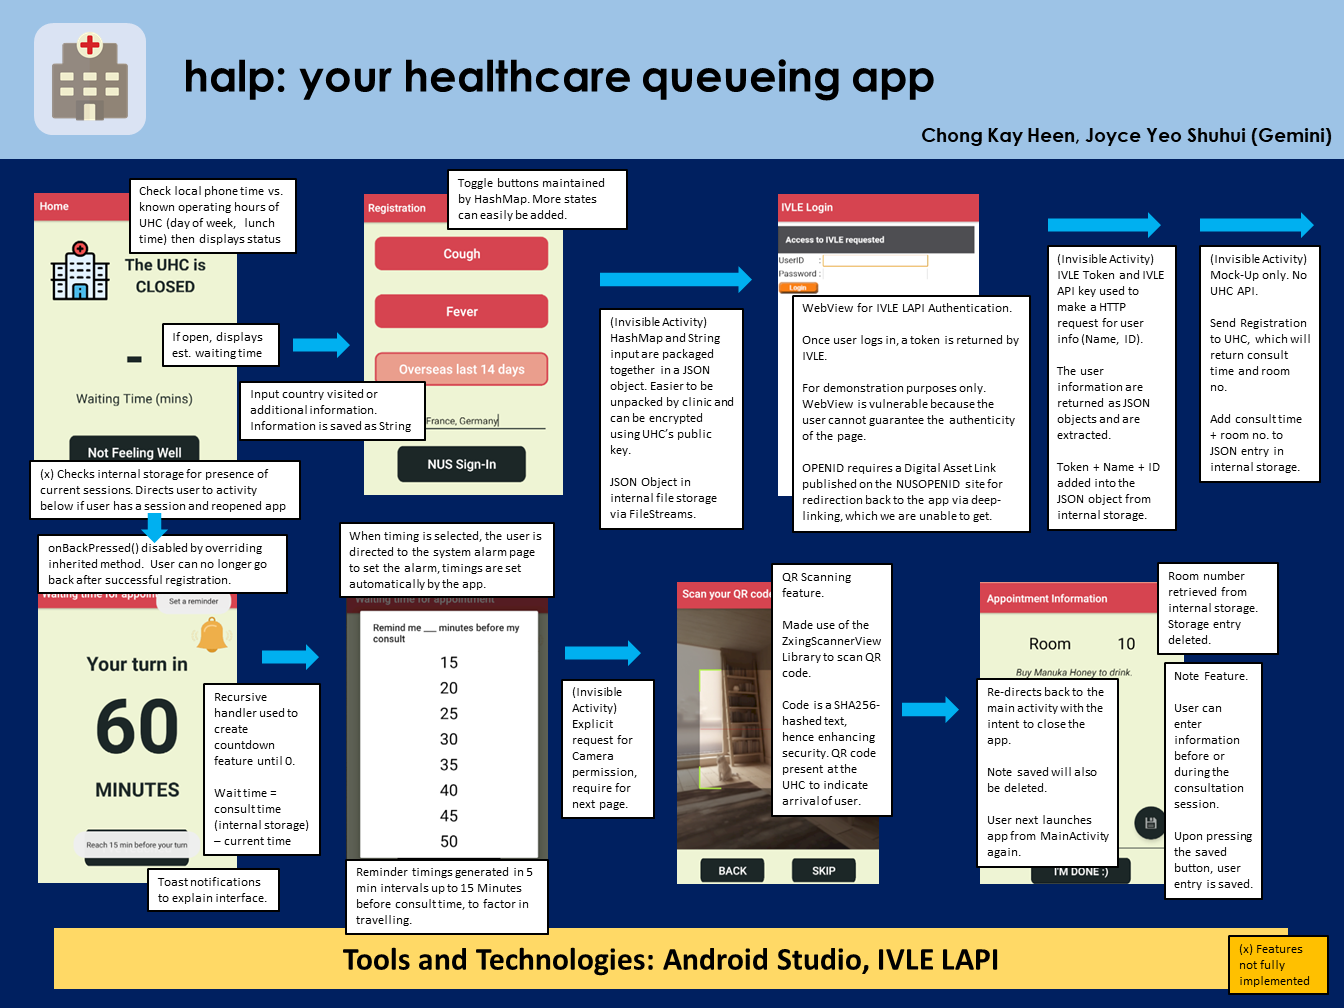 halp: your healthcare queueing app
Chong Kay Heen, Joyce Yeo Shuhui (Gemini)
Home
Check local phone time vs.
known operating hours of
UHC (day of week, lunch
time) then displays status
The UHC is
CLOSED
If open, displays
est. waiting time
-
Waiting Time (mins)
Not Feeling Well
(x) Checks internal storage for presence of
current sessions. Directs user to activity
below if user has a session and reopened app
Registration
Toggle buttons maintained
by HashMap. More states
can easily be added.
Cough
Fever
Overseas last 14 days
Input country visited or
additional information.
Information is saved as String
France, Germany
NUS Sign-In
(Invisible Activity)
HashMap and String
input are packaged
together in a JSON
object. Easier to be
unpacked by clinic and
can be encrypted
using UHC's public
key.
JSON Object in
internal file storage
via FileStreams.
IVLE Login
Access to IVLE requested
UserID :
Password :
Login
WebView for IVLE LAPI Authentication.
Once user logs in, a token is returned by
IVLE.
For demonstration purposes only.
WebView is vulnerable because the
user cannot guarantee the authenticity
of the page.
OPENID requires a Digital Asset Link
published on the NUSOPENID site for
redirection back to the app via deep-
linking, which we are unable to get.
(Invisible Activity)
IVLE Token and IVLE
API key used to
make a HTTP
request for user
info (Name, ID).
The user
information are
returned as JSON
objects and are
extracted.
Token + Name + ID
added into the
JSON object from
internal storage.
(Invisible Activity)
Mock-Up only. No
UHC API.
Send Registration
to UHC, which will
return consult
time and room
no.
Add consult time
+ room no. to
JSON entry in
internal storage.
onBackPressed() disabled by overriding
inherited method. User can no longer go
back after successful registration.
Waiting time for appoin
Set a reminder
Your turn in
60
MINUTES
Reach 15 min before your turn
Recursive
handler used to
create
countdown
feature until 0.
Wait time =
consult time
(internal storage)
– current time
Toast notifications
to explain interface.
When timing is selected, the user is
directed to the system alarm page
to set the alarm, timings are set
automatically by the app.
Waiting time for appointment
Remind me ___ minutes before my
consult
15
20
25
30
35
40
45
50
Reminder timings generated in 5
min intervals up to 15 Minutes
before consult time, to factor in
travelling.
(Invisible
Activity)
Explicit
request for
Camera
permission,
require for
next page.
Scan your QR code
QR Scanning
feature.
Made use of the
ZxingScannerView
Library to scan QR
code.
Code is a SHA256-
hashed text,
hence enhancing
security. QR code
present at the
UHC to indicate
arrival of user.
BACK
SKIP
Appointment Information
Room 10
Buy Manuka Honey to drink.
Room number
retrieved from
internal storage.
Storage entry
deleted.
Re-directs back to the
main activity with the
intent to close the
app.
Note saved will also
be deleted.
User next launches
app from MainActivity
again.
I'M DONE :)
Note Feature.
User can
enter
information
before or
during the
consultation
session.
Upon pressing
the saved
button, user
entry is saved.
Tools and Technologies: Android Studio, IVLE LAPI
(x) Features
not fully
implemented